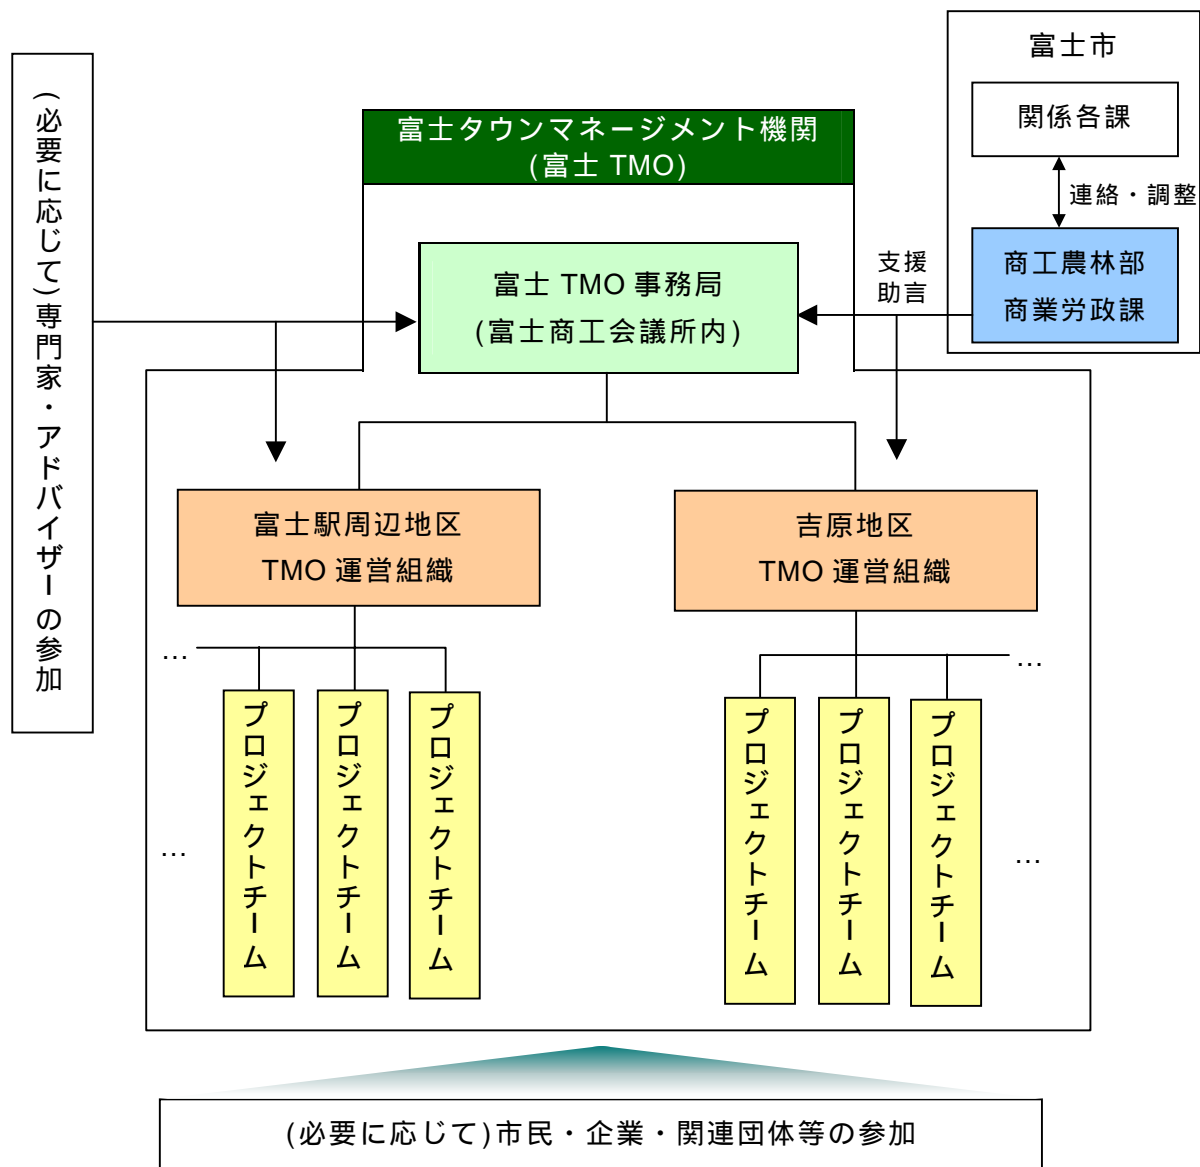 富士市
関係各課
連絡・調整
商工農林部
商業労政課
支援
助言
富士タウンマネージメント機関
(富士 TMO)
富士 TMO 事務局
(富士商工会議所内)
(必要に応じて)専門家・アドバイザーの参加
富士駅周辺地区
TMO 運営組織
吉原地区
TMO 運営組織
…
プロジェクトチーム
プロジェクトチーム
プロジェクトチーム
…
…
プロジェクトチーム
プロジェクトチーム
プロジェクトチーム
…
(必要に応じて)市民・企業・関連団体等の参加